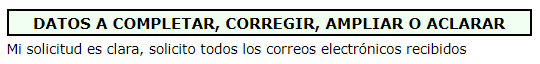 DATOS A COMPLETAR, CORREGIR, AMPLIAR O ACLARAR
Mi solicitud es clara, solicito todos los correos electrónicos recibidos